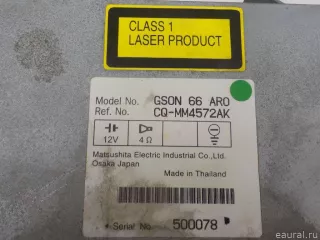 CLASS 1
LASER PRODUCT
Model No. GSON 66 ARO
Ref. No. CQ-MM4572AK
12V 4Ω
Matsushita Electric Industrial Co., Ltd.
Osaka Japan
Made in Thailand
Serial No. 500078
eaural.ru